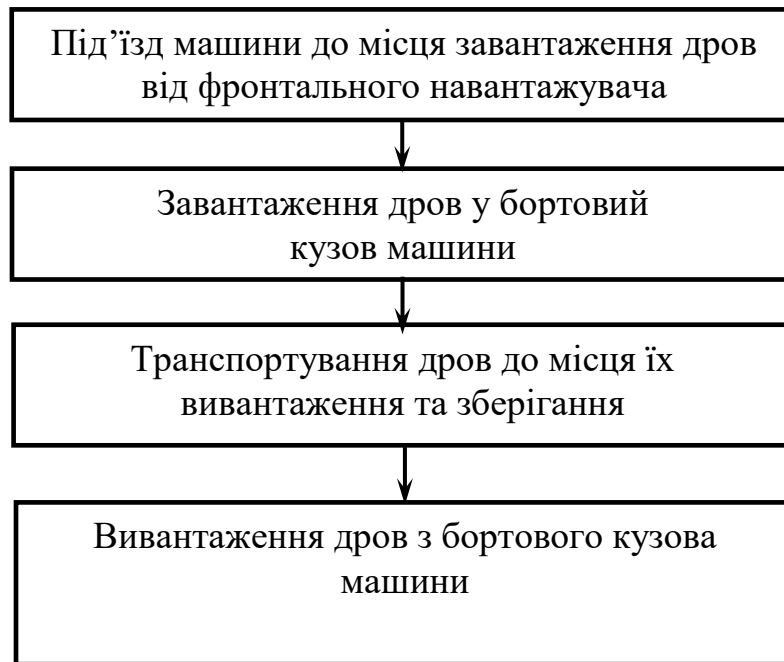 Під’їзд машини до місця завантаження дров
від фронтального навантажувача
Завантаження дров у бортовий
кузов машини
Транспортування дров до місця їх
вивантаження та зберігання
Вивантаження дров з бортового кузова
машини